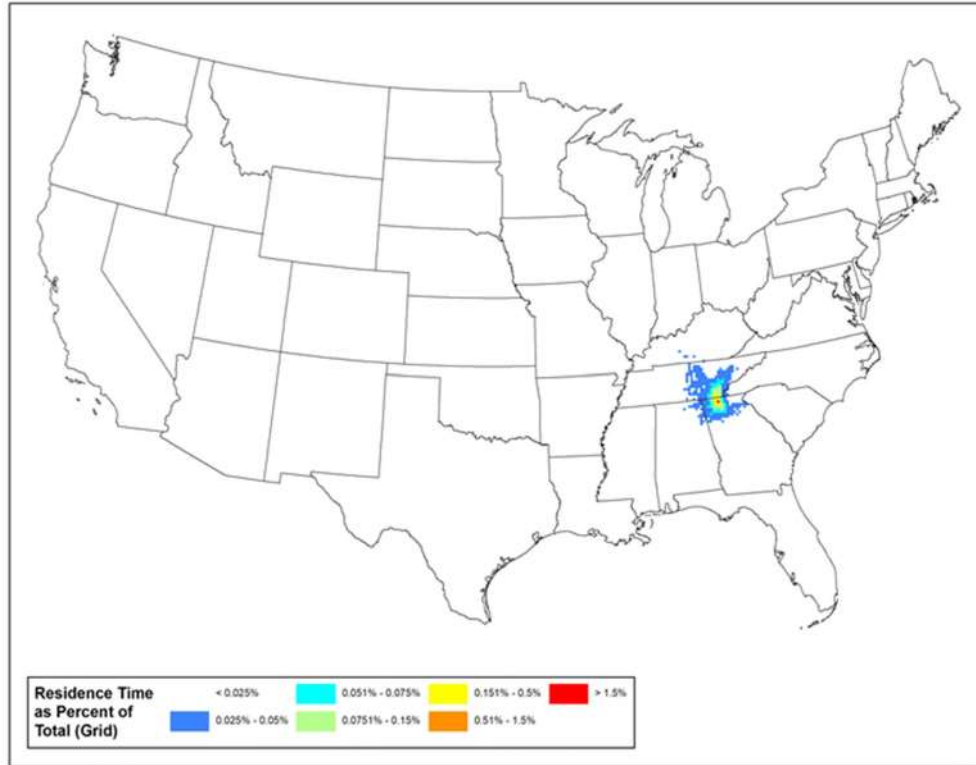 Residence Time
as Percent of
Total (Grid)
< 0.025%
0.051% - 0.075%
0.151% - 0.5%
> 1.5%
0.025% - 0.05%
0.0751% - 0.15%
0.51% - 1.5%